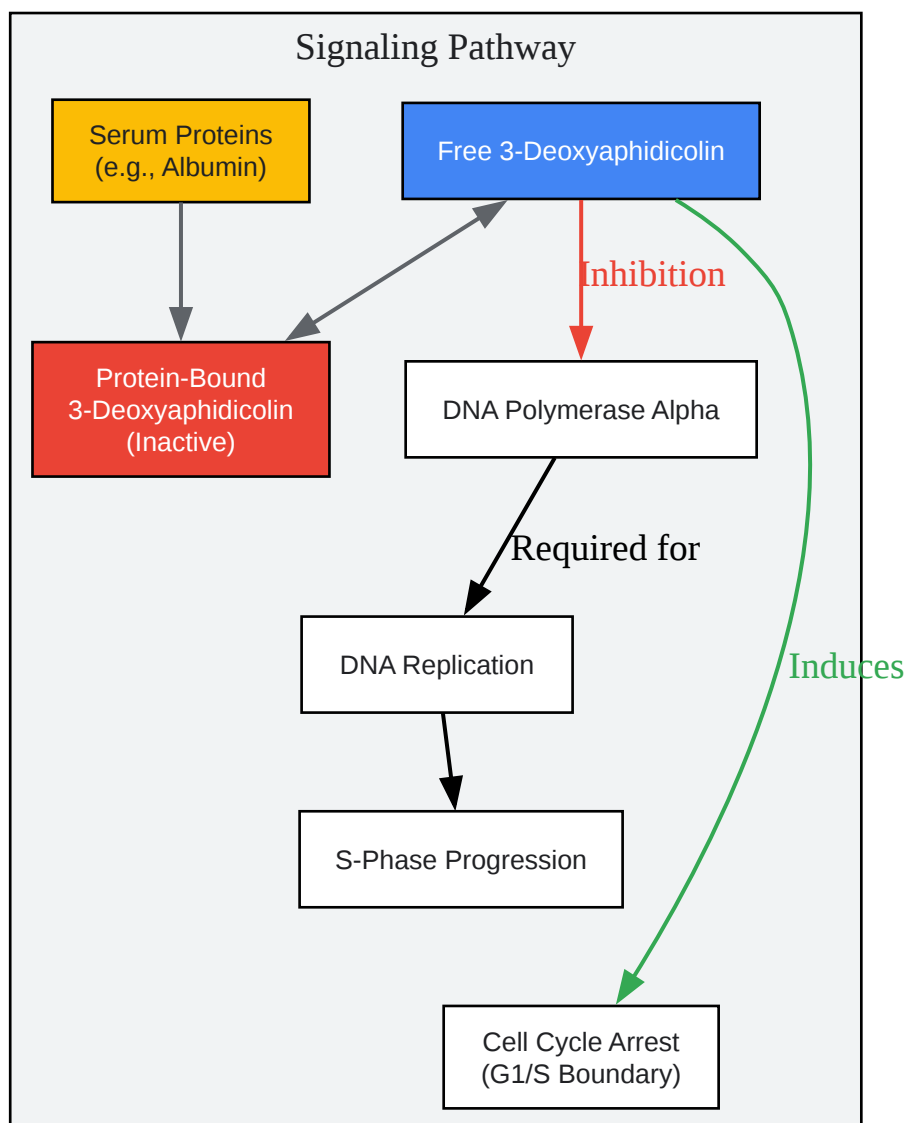 Signaling Pathway
Serum Proteins
(e.g., Albumin)
Free 3-Deoxyaphidicolin
Inhibition
Protein-Bound
3-Deoxyaphidicolin
(Inactive)
DNA Polymerase Alpha
Required for
DNA Replication
Induces
S-Phase Progression
Cell Cycle Arrest
(G1/S Boundary)